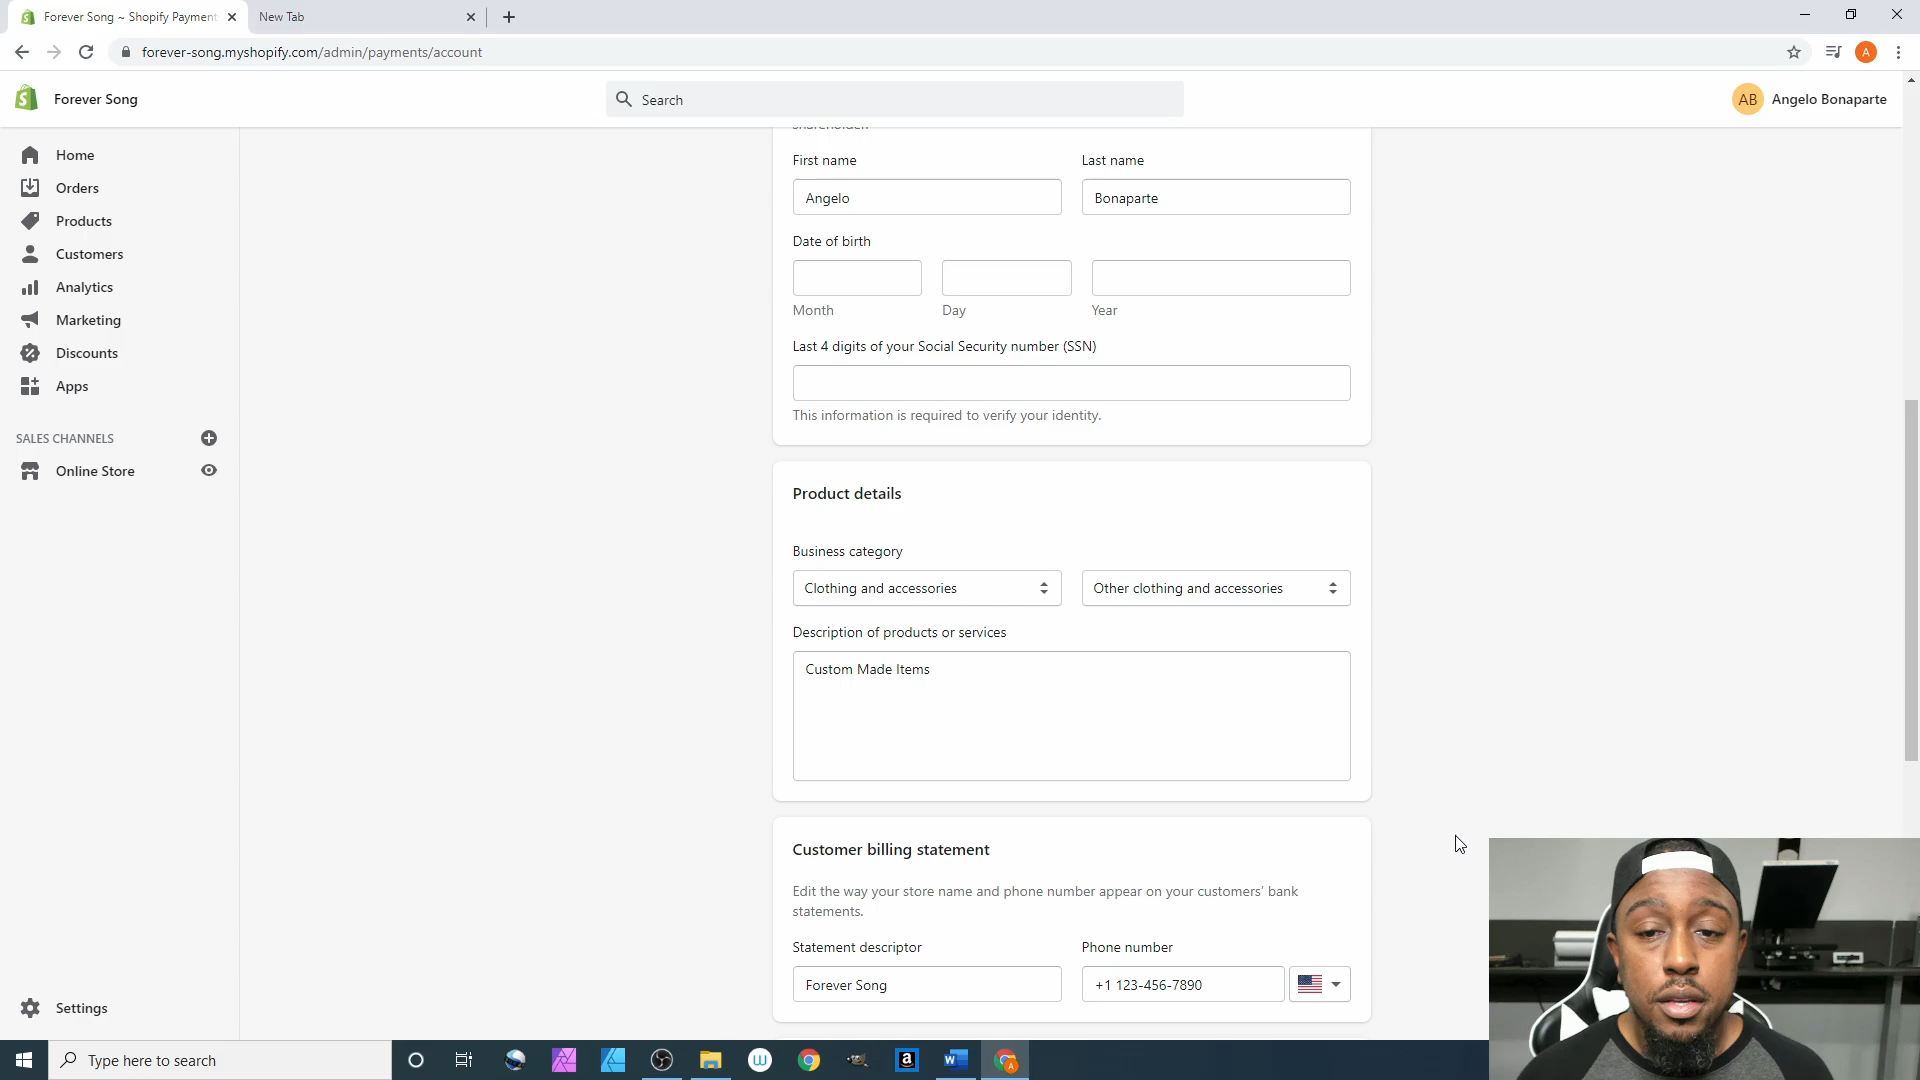 Forever Song ~ Shopify Payment
New Tab
forever-song.myshopify.com/admin/payments/account
A
Forever Song
Search
AB
Angelo Bonaparte
Home
Orders
Products
Customers
Analytics
Marketing
Discounts
Apps
SALES CHANNELS
Online Store
Settings
shareholder.
First name
Last name
Angelo
Bonaparte
Date of birth
Month
Day
Year
Last 4 digits of your Social Security number (SSN)
This information is required to verify your identity.
Product details
Business category
Clothing and accessories
Other clothing and accessories
Description of products or services
Custom Made Items
Customer billing statement
Edit the way your store name and phone number appear on your customers' bank
statements.
Statement descriptor
Phone number
Forever Song
+1 123-456-7890
Type here to search